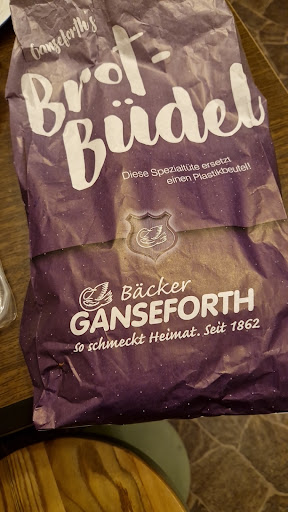 Ganseforth's
Brot-
Büdel
Diese Spezialtüte ersetzt
einen Plastikbeutel!
Bäcker
GANSEFORTH
So schmeckt Heimat. Seit 1862